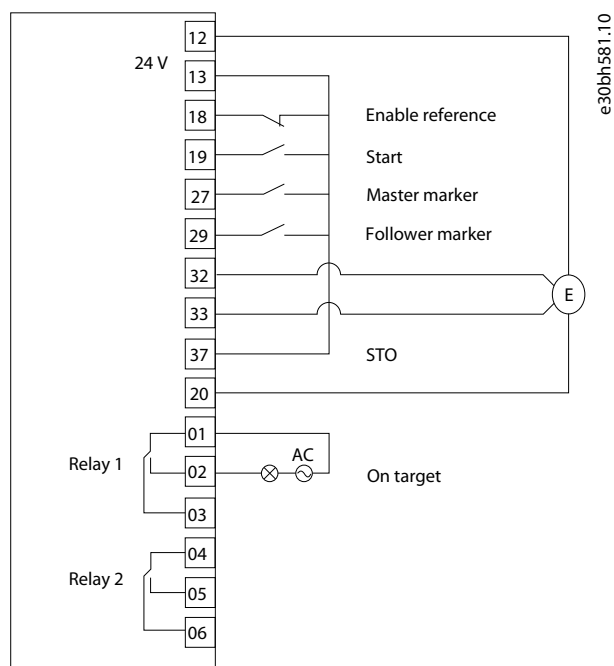 e30bh581.10
12
24 V
13
18 Enable reference
19 Start
27 Master marker
29 Follower marker
32
E
33
37 STO
20
01
Relay 1
02
AC
On target
03
04
Relay 2
05
06